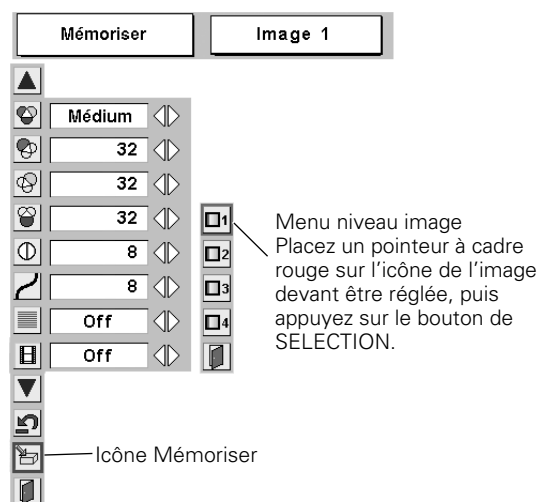 Mémoriser
Image 1
Médium
32
32
32
8
8
Off
Off
1
2
3
4
Menu niveau image
Placez un pointeur à cadre
rouge sur l'icône de l'image
devant être réglée, puis
appuyez sur le bouton de
SELECTION.
Icône Mémoriser